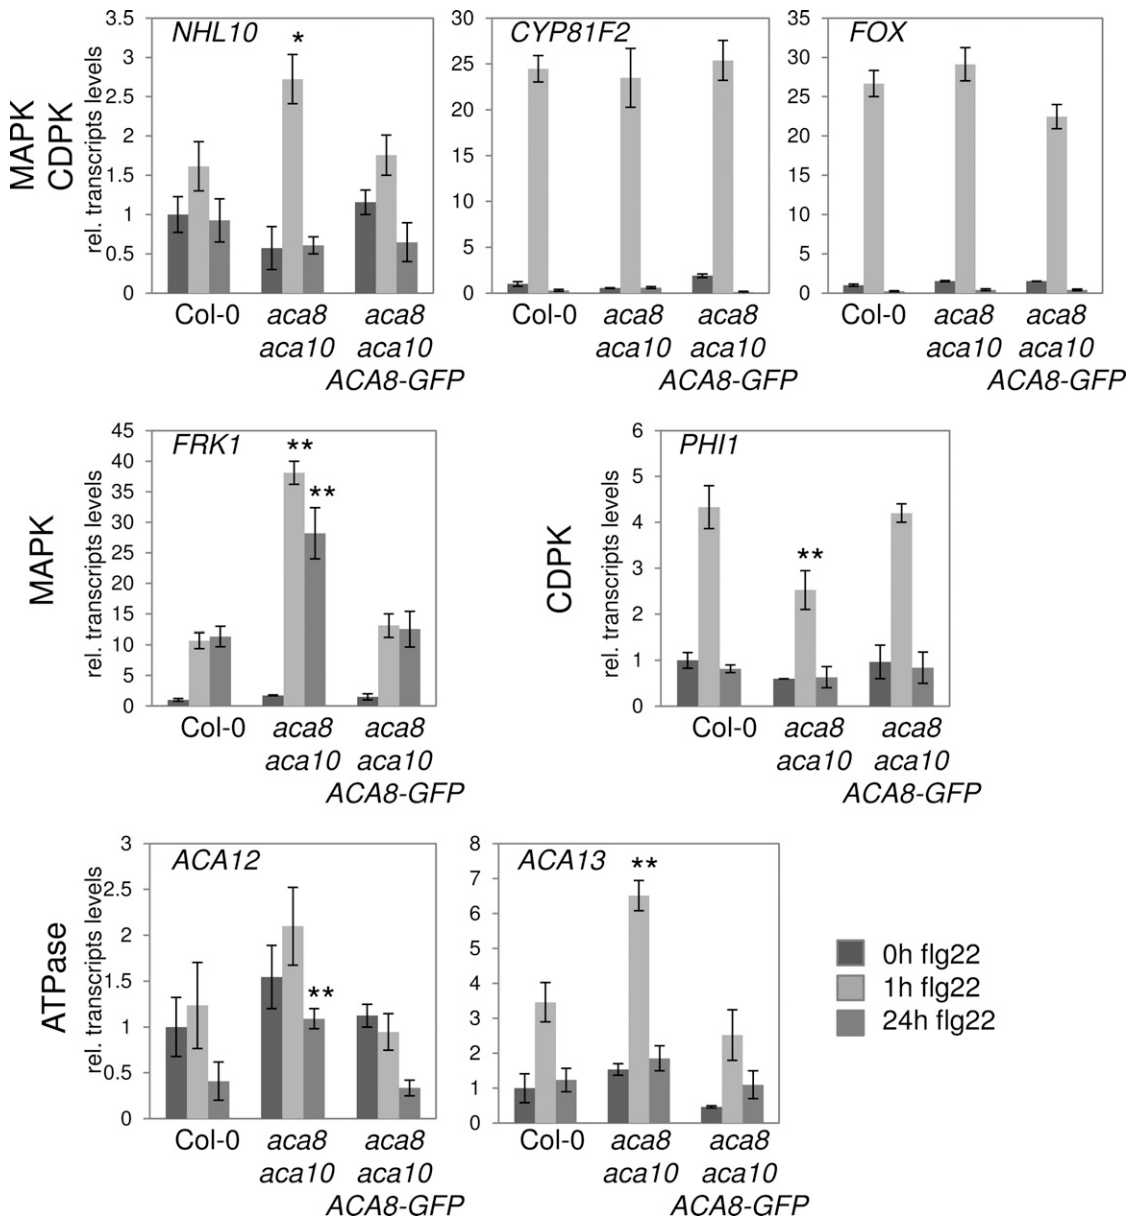 MAPK
CDPK
rel. transcripts levels
NHL10
*
3.5
3
2.5
2
1.5
1
0.5
0
Col-0
aca8
aca10
aca8
aca10
ACA8-GFP
CYP81F2
30
25
20
15
10
5
0
Col-0
aca8
aca10
aca8
aca10
ACA8-GFP
FOX
35
30
25
20
15
10
5
0
Col-0
aca8
aca10
aca8
aca10
ACA8-GFP
MAPK
rel. transcripts levels
FRK1
**
**
45
40
35
30
25
20
15
10
5
0
Col-0
aca8
aca10
aca8
aca10
ACA8-GFP
CDPK
rel. transcripts levels
PHI1
**
6
5
4
3
2
1
0
Col-0
aca8
aca10
aca8
aca10
ACA8-GFP
ATPase
rel. transcripts levels
ACA12
**
3
2.5
2
1.5
1
0.5
0
Col-0
aca8
aca10
aca8
aca10
ACA8-GFP
ACA13
**
8
7
6
5
4
3
2
1
0
Col-0
aca8
aca10
aca8
aca10
ACA8-GFP
0h flg22
1h flg22
24h flg22